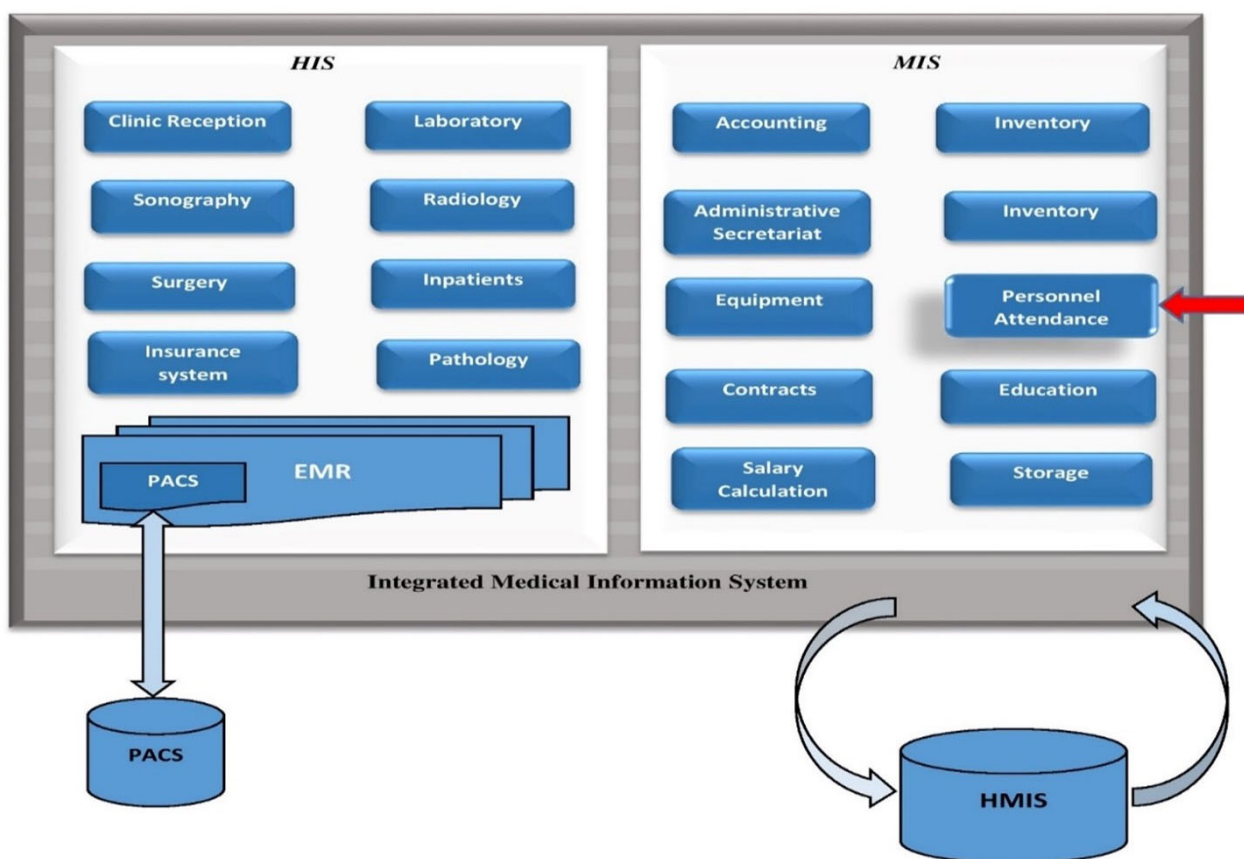 HIS
Clinic Reception
Laboratory
Sonography
Radiology
Surgery
Inpatients
Insurance
system
Pathology
EMR
PACS
MIS
Accounting
Inventory
Administrative
Secretariat
Inventory
Equipment
Personnel
Attendance
Contracts
Education
Salary
Calculation
Storage
Integrated Medical Information System
PACS
HMIS